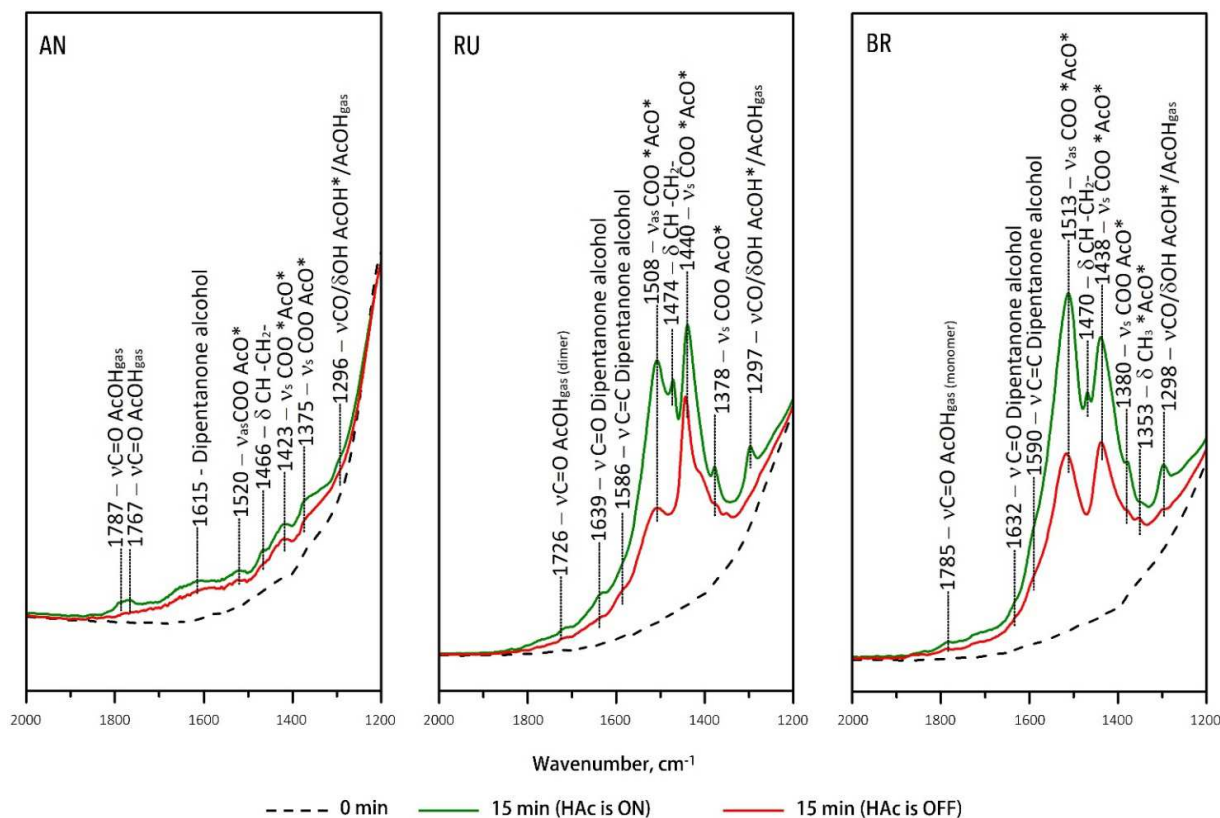 AN
1787 – νC=O AcOHgas
1767 – νC=O AcOHgas
1615 - Dipentanone alcohol
1520 – νasCOO AcO*
1466 – δ CH -CH2-
1423 – νs COO *AcO*
1375 – νs COO AcO*
1296 – νCO/δOH AcOH*/AcOHgas
2000
1800
1600
1400
1200
RU
1726 – νC=O AcOHgas (dimer)
1639 – ν C=O Dipentanone alcohol
1586 – ν C=C Dipentanone alcohol
1508 – νas COO *AcO*
1474 – δ CH -CH2-
1440 – νs COO *AcO*
1378 – νs COO AcO*
1297 – νCO/δOH AcOH*/AcOHgas
2000
1800
1600
1400
1200
BR
1785 – νC=O AcOHgas (monomer)
1632 – ν C=O Dipentanone alcohol
1590 – ν C=C Dipentanone alcohol
1513 – νas COO *AcO*
1470 – δ CH -CH2-
1438 – νs COO *AcO*
1380 – νs COO AcO*
1353 – δ CH3 *AcO*
1298 – νCO/δOH AcOH*/AcOHgas
2000
1800
1600
1400
1200
Wavenumber, cm-1
0 min
15 min (HAc is ON)
15 min (HAc is OFF)